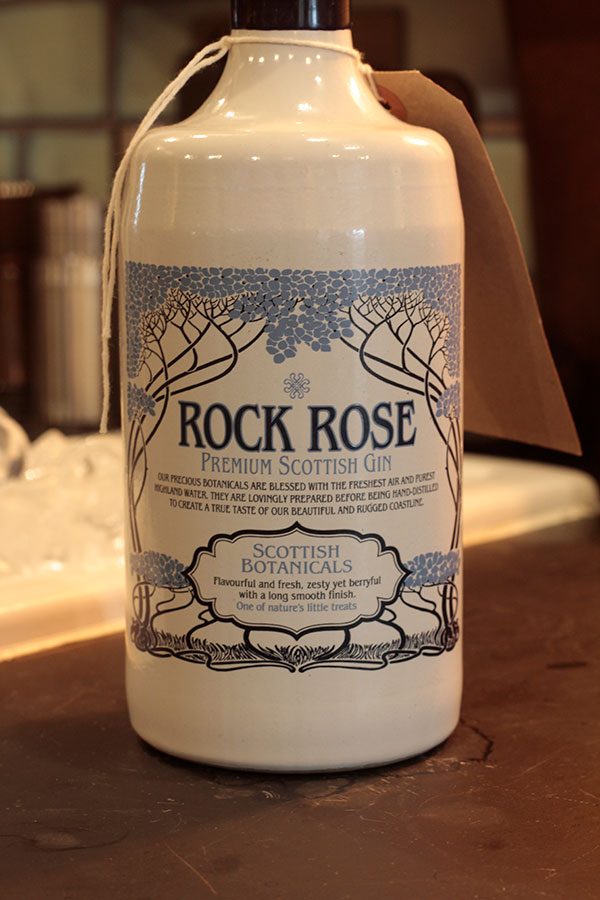 ROCK ROSE
PREMIUM SCOTTISH GIN
OUR PRECIOUS BOTANICALS ARE BLESSED WITH THE FRESHEST AIR AND PUREST
HIGHLAND WATER. THEY ARE LOVINGLY PREPARED BEFORE BEING HAND-DISTILLED
TO CREATE A TRUE TASTE OF OUR BEAUTIFUL AND RUGGED COASTLINE.
SCOTTISH
BOTANICALS
Flavourful and fresh, zesty yet berryful
with a long smooth finish.
One of nature's little treats